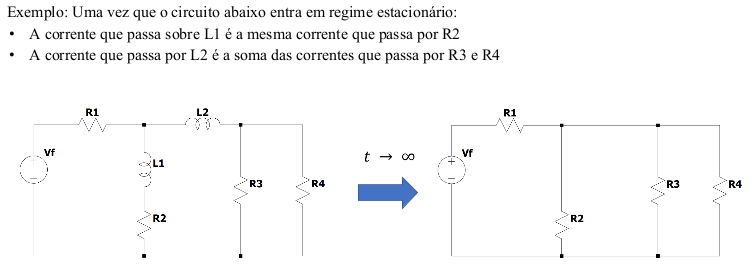 Exemplo: Uma vez que o circuito abaixo entra em regime estacionário:
• A corrente que passa sobre L1 é a mesma corrente que passa por R2
• A corrente que passa por L2 é a soma das correntes que passa por R3 e R4
R1 L2 R1
Vf L1 t → ∞ Vf
R3 R4 R3 R4
R2 R2